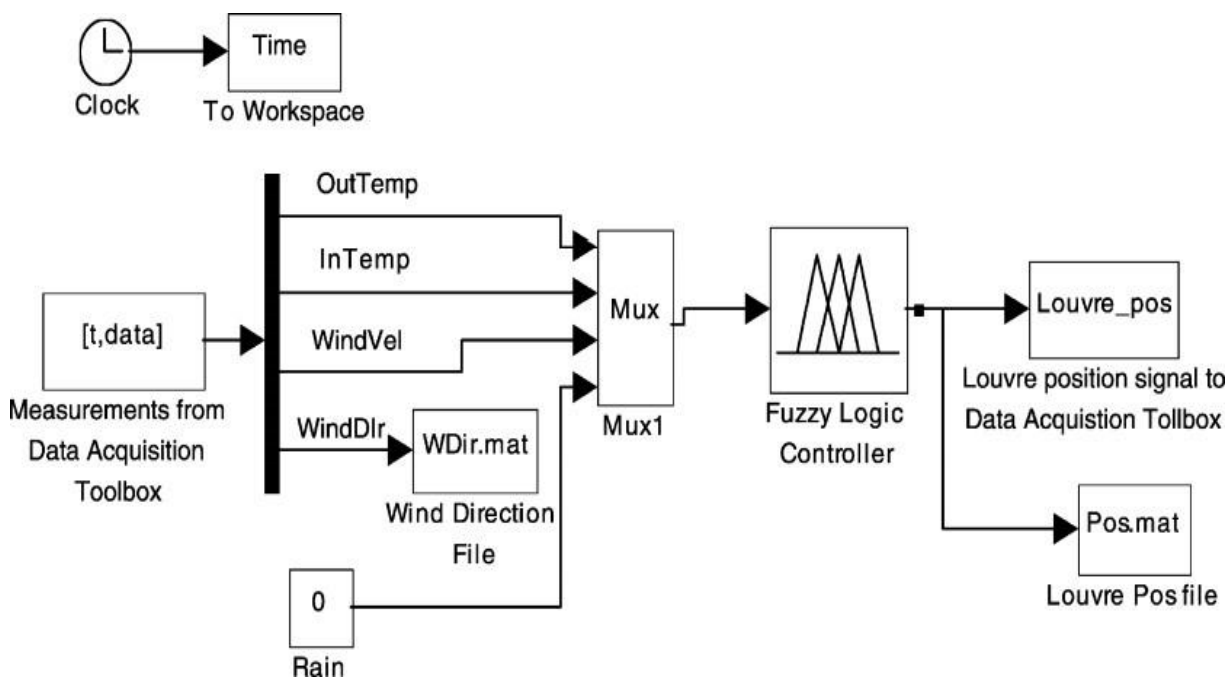 Time
Clock
To Workspace
OutTemp
InTemp
WindVel
WindDIr
[t,data]
Measurements from
Data Acquisition
Toolbox
WDir.mat
Wind Direction
File
0
Rain
Mux
Mux1
Fuzzy Logic
Controller
Louvre_pos
Louvre position signal to
Data Acquistion Tollbox
Pos.mat
Louvre Pos file